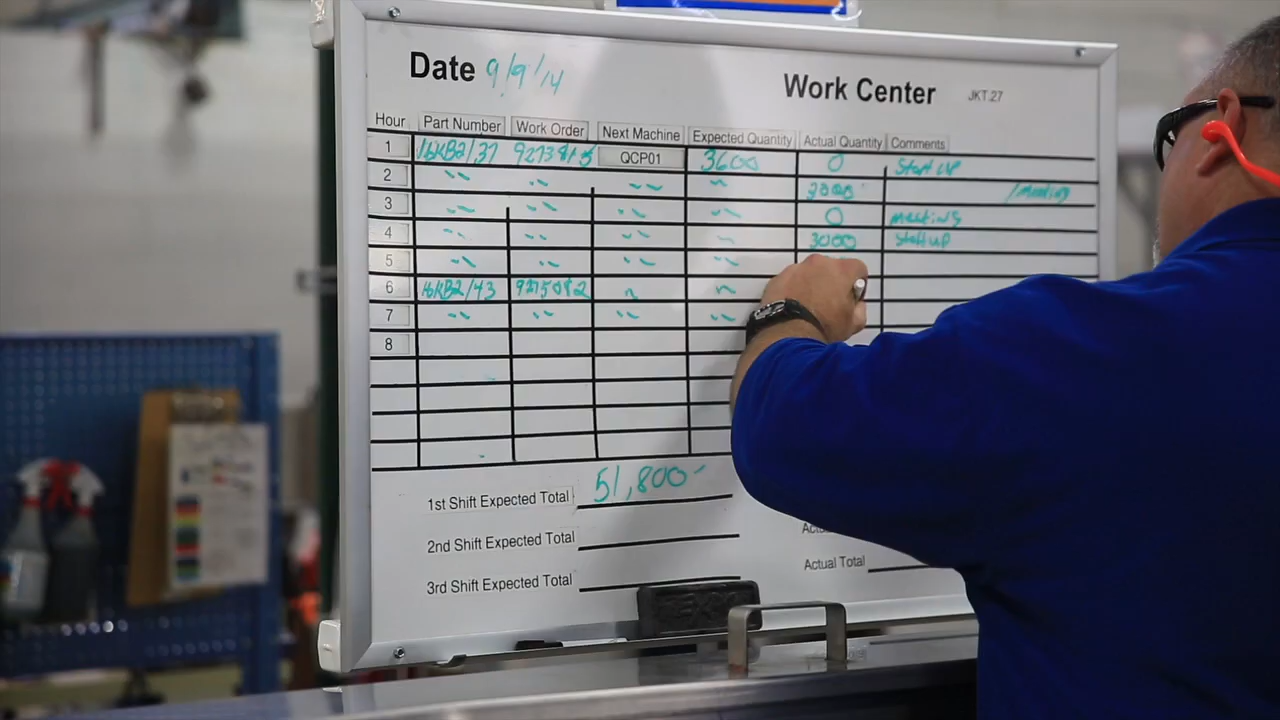 Date 9/9/14
Work Center JKT.27
Hour Part Number Work Order Next Machine Expected Quantity Actual Quantity Comments
1 16KB2/37 9273815 QCP01 3600 0 Start up
2 〃 〃 〃 〃 3000 /meeting
3 〃 〃 〃 〃 0 meeting
4 〃 〃 〃 〃 3000 Start up
5 〃 〃 〃 〃
6 16KB2/43 9275082 〃 〃
7 〃 〃 〃 〃
8
1st Shift Expected Total 51,800
2nd Shift Expected Total
3rd Shift Expected Total Actual Total